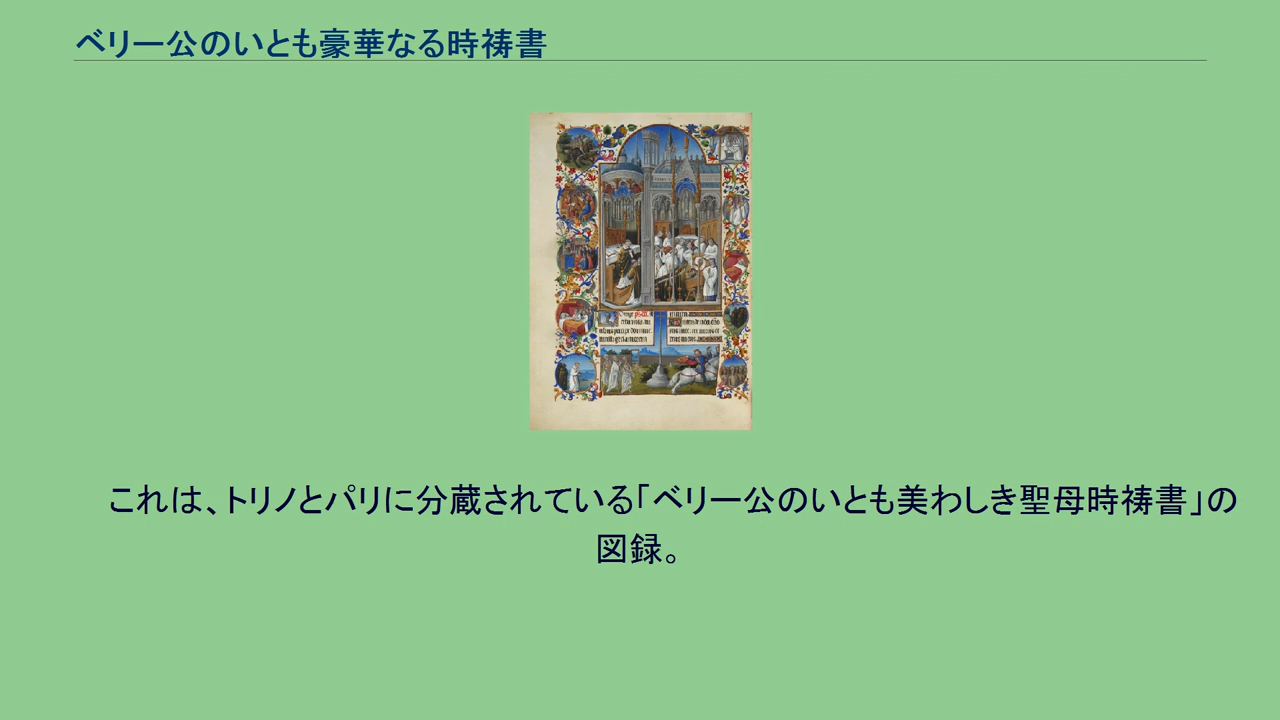 ベリー公のいとも豪華なる時祷書
これは、トリノとパリに分蔵されている「ベリー公のいとも美わしき聖母時祷書」の
図録。